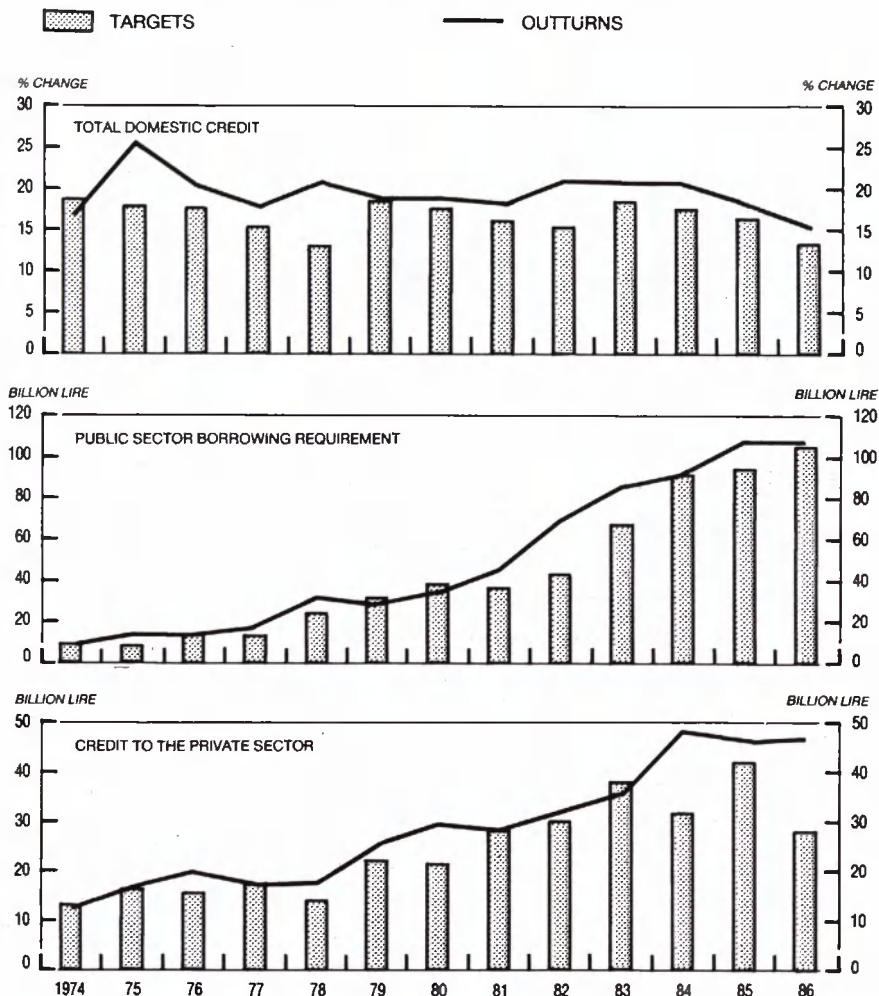 TARGETS OUTTURNS
% CHANGE % CHANGE
30 30
TOTAL DOMESTIC CREDIT
25 25
20 20
15 15
10 10
5 5
0 0
BILLION LIRE BILLION LIRE
120 120
PUBLIC SECTOR BORROWING REQUIREMENT
100 100
80 80
60 60
40 40
20 20
0 0
BILLION LIRE BILLION LIRE
50 50
CREDIT TO THE PRIVATE SECTOR
40 40
30 30
20 20
10 10
0 0
1974 75 76 77 78 79 80 81 82 83 84 85 86